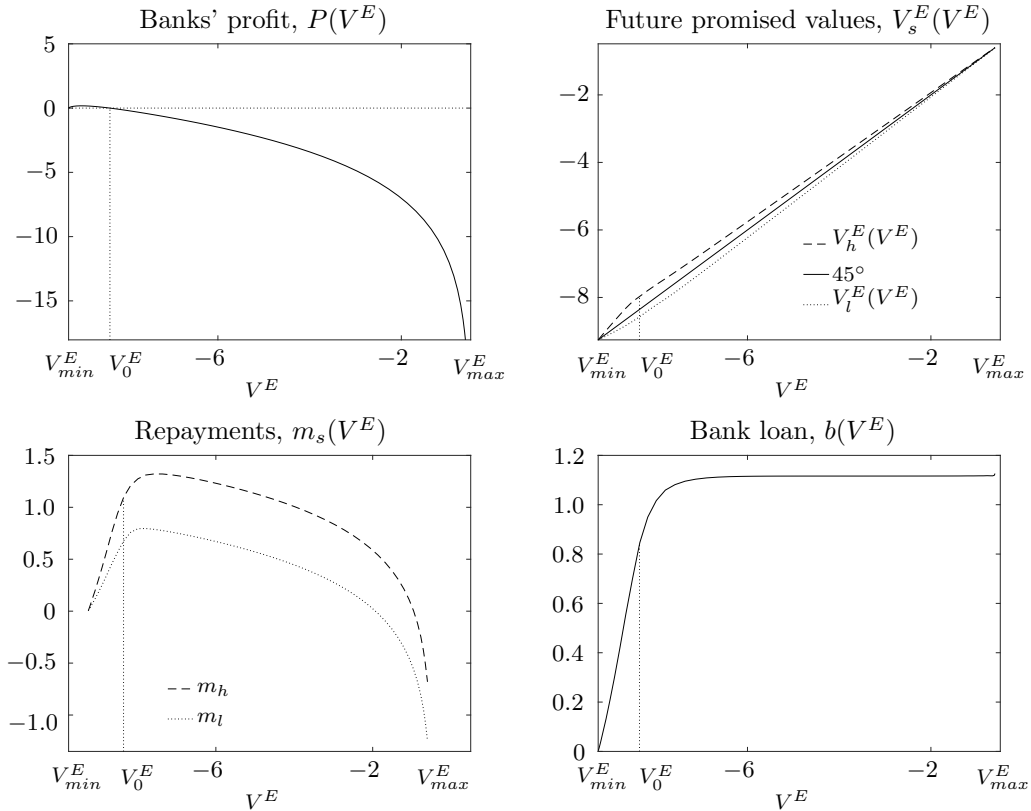 Banks' profit, P(V^E)
5
0
−5
−10
−15
V^E_min V^E_0 −6 −2 V^E_max
V^E
Future promised values, V^E_s(V^E)
−2
−4
−6
−8
V^E_h(V^E)
45°
V^E_l(V^E)
V^E_min V^E_0 −6 −2 V^E_max
V^E
Repayments, m_s(V^E)
1.5
1.0
0.5
0
−0.5
−1.0
m_h
m_l
V^E_min V^E_0 −6 −2 V^E_max
V^E
Bank loan, b(V^E)
1.2
1.0
0.8
0.6
0.4
0.2
0
V^E_min V^E_0 −6 −2 V^E_max
V^E